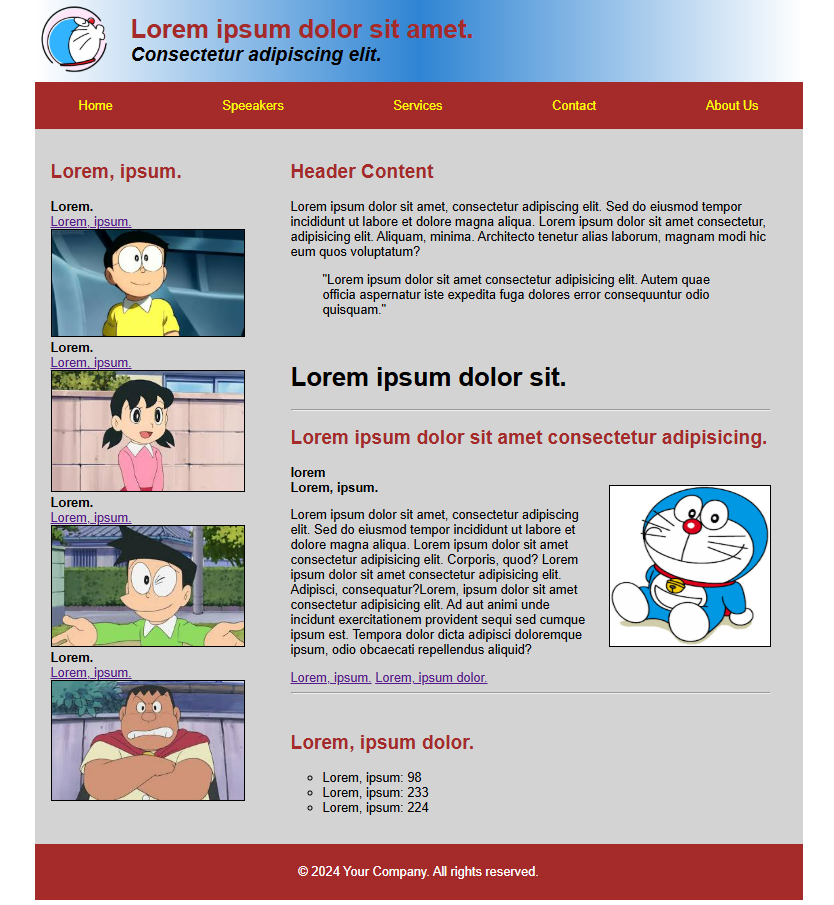 Lorem ipsum dolor sit amet.
Consectetur adipiscing elit.
Home
Speeakers
Services
Contact
About Us
Lorem, ipsum.
Lorem.
Lorem, ipsum.
Lorem.
Lorem, ipsum.
Lorem.
Lorem, ipsum.
Lorem.
Lorem, ipsum.
Header Content
Lorem ipsum dolor sit amet, consectetur adipiscing elit. Sed do eiusmod tempor
incididunt ut labore et dolore magna aliqua. Lorem ipsum dolor sit amet consectetur,
adipisicing elit. Aliquam, minima. Architecto tenetur alias laborum, magnam modi hic
eum quos voluptatum?
"Lorem ipsum dolor sit amet consectetur adipisicing elit. Autem quae
officia aspernatur iste expedita fuga dolores error consequuntur odio
quisquam."
Lorem ipsum dolor sit.
Lorem ipsum dolor sit amet consectetur adipisicing.
lorem
Lorem, ipsum.
Lorem ipsum dolor sit amet, consectetur adipiscing
elit. Sed do eiusmod tempor incididunt ut labore et
dolore magna aliqua. Lorem ipsum dolor sit amet
consectetur adipisicing elit. Corporis, quod? Lorem
ipsum dolor sit amet consectetur adipisicing elit.
Adipisci, consequatur?Lorem, ipsum dolor sit amet
consectetur adipisicing elit. Ad aut animi unde
incidunt exercitationem provident sequi sed cumque
ipsum est. Tempora dolor dicta adipisci doloremque
ipsum, odio obcaecati repellendus aliquid?
Lorem, ipsum. Lorem, ipsum dolor.
Lorem, ipsum dolor.
Lorem, ipsum: 98
Lorem, ipsum: 233
Lorem, ipsum: 224
© 2024 Your Company. All rights reserved.